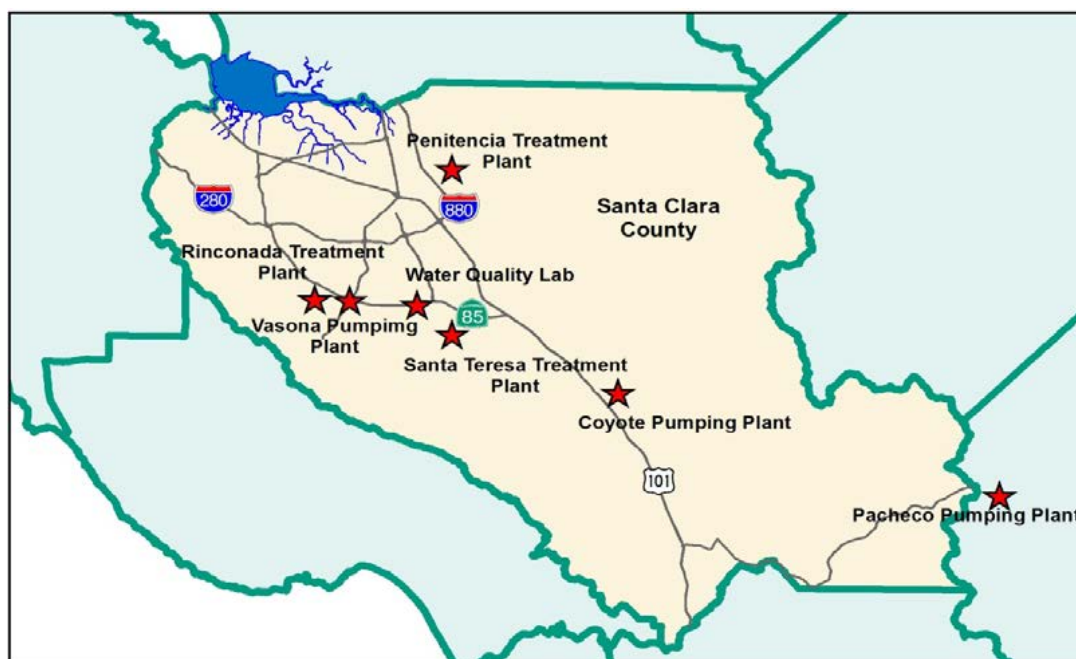 Penitencia Treatment
Plant
280
880
Santa Clara
County
Rinconada Treatment
Plant
Water Quality Lab
85
Vasona Pumpimg
Plant
Santa Teresa Treatment
Plant
Coyote Pumping Plant
101
Pacheco Pumping Plant